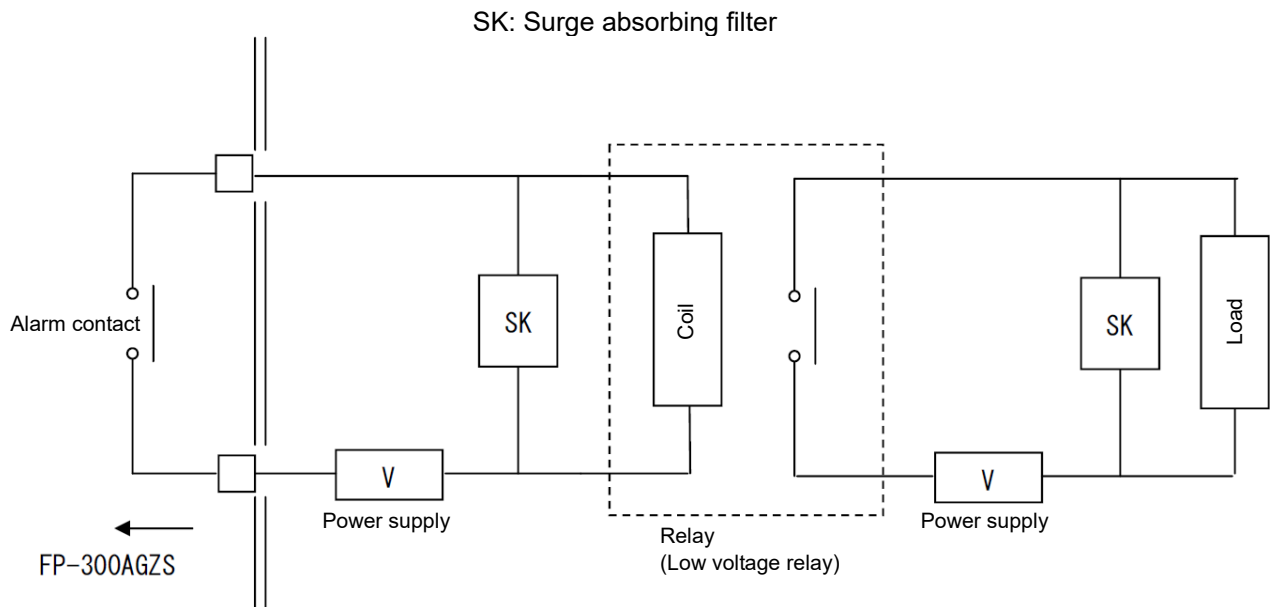 SK: Surge absorbing filter
Alarm contact
SK
Coil
SK
Load
V
Power supply
V
Power supply
Relay
(Low voltage relay)
FP-300AGZS